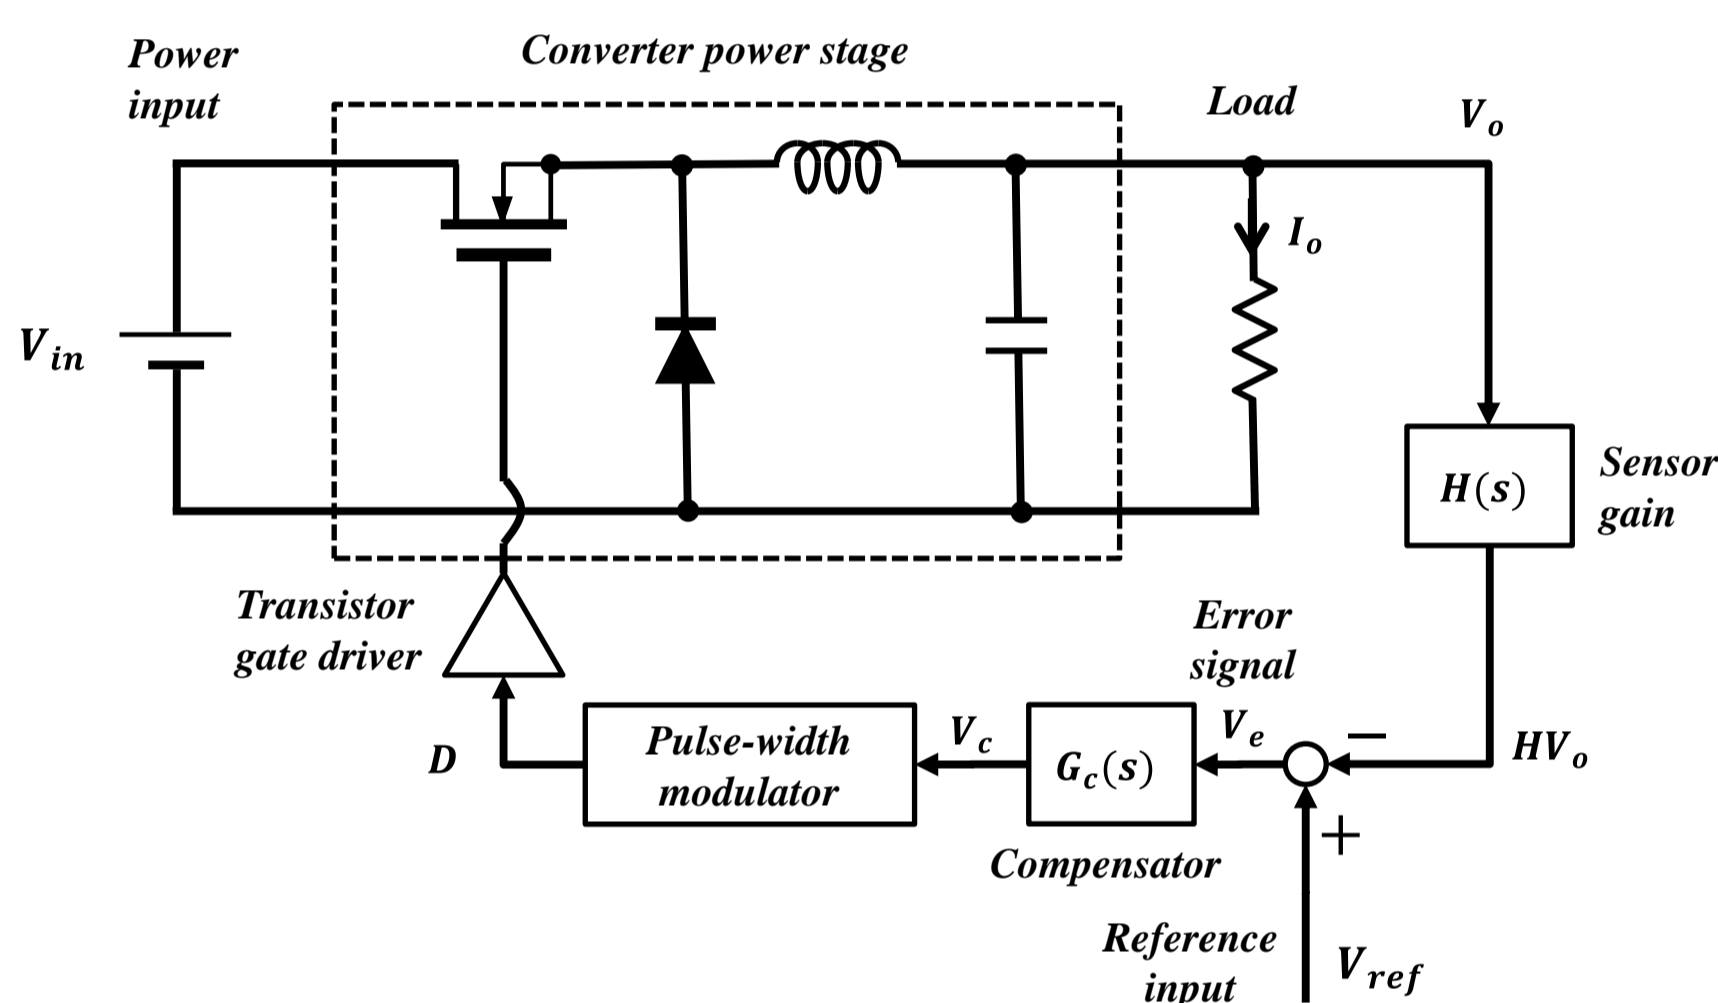 Power
input
Converter power stage
Load
V_o
I_o
V_in
H(s)
Sensor
gain
Transistor
gate driver
Error
signal
D
Pulse-width
modulator
V_c
G_c(s)
V_e
−
HV_o
+
Compensator
Reference
input
V_ref